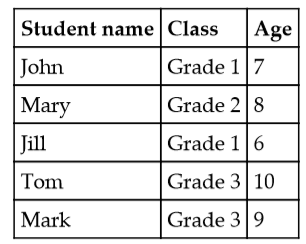 Student name Class Age
John Grade 1 7
Mary Grade 2 8
Jill Grade 1 6
Tom Grade 3 10
Mark Grade 3 9